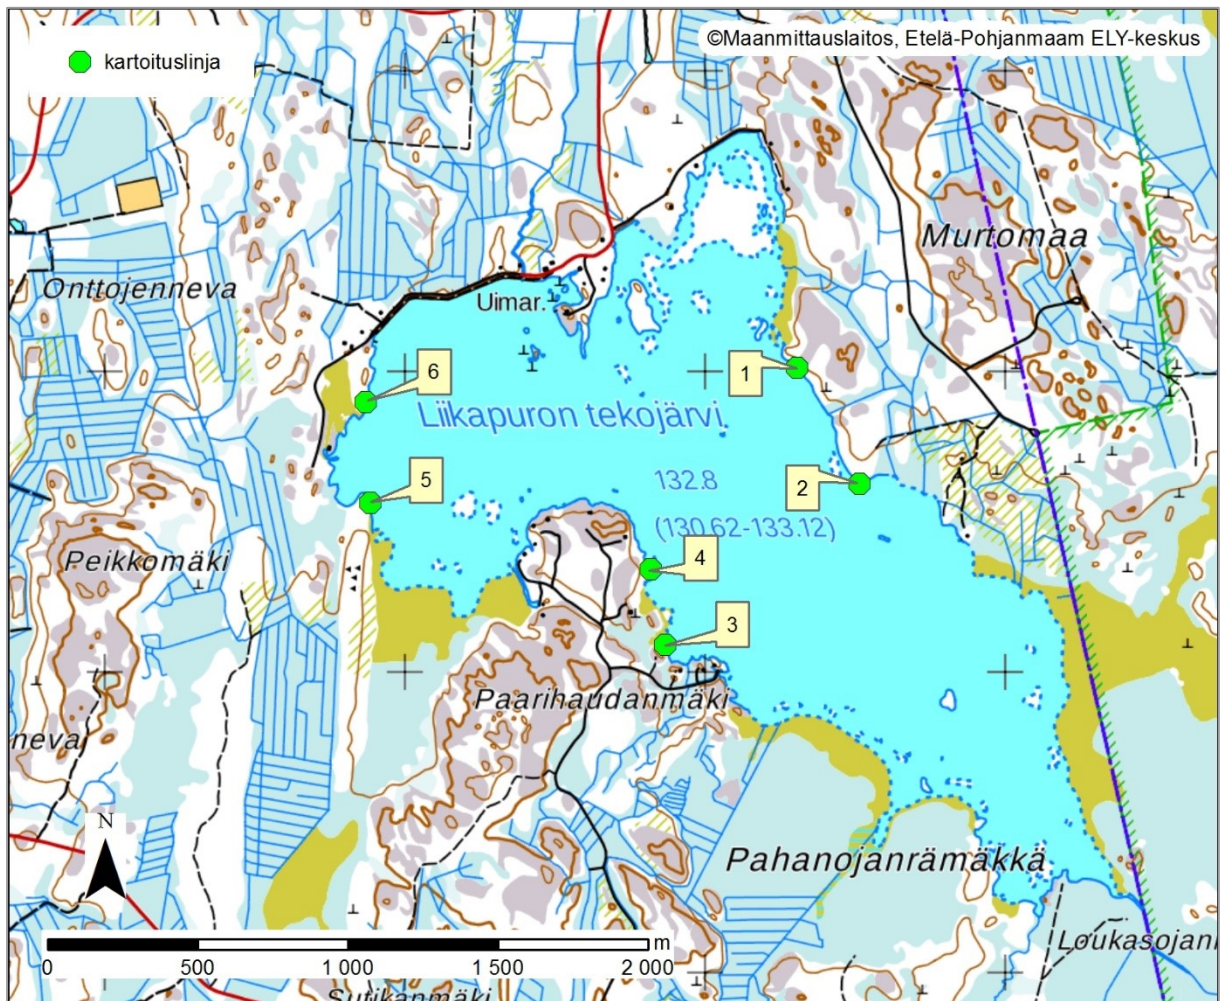 ©Maanmittauslaitos, Etelä-Pohjanmaam ELY-keskus
kartoituslinja
Murtomaa
Onttojenneva
Uimar.
1
6
Liikapuron tekojärvi
5
132.8
2
(130.62-133.12)
Peikkomäki
4
3
Paarihaudanmäki
neva
N
Pahanojanrämäkkä
Loukasojan
m
0 500 1 000 1 500 2 000
Sutikanmäki